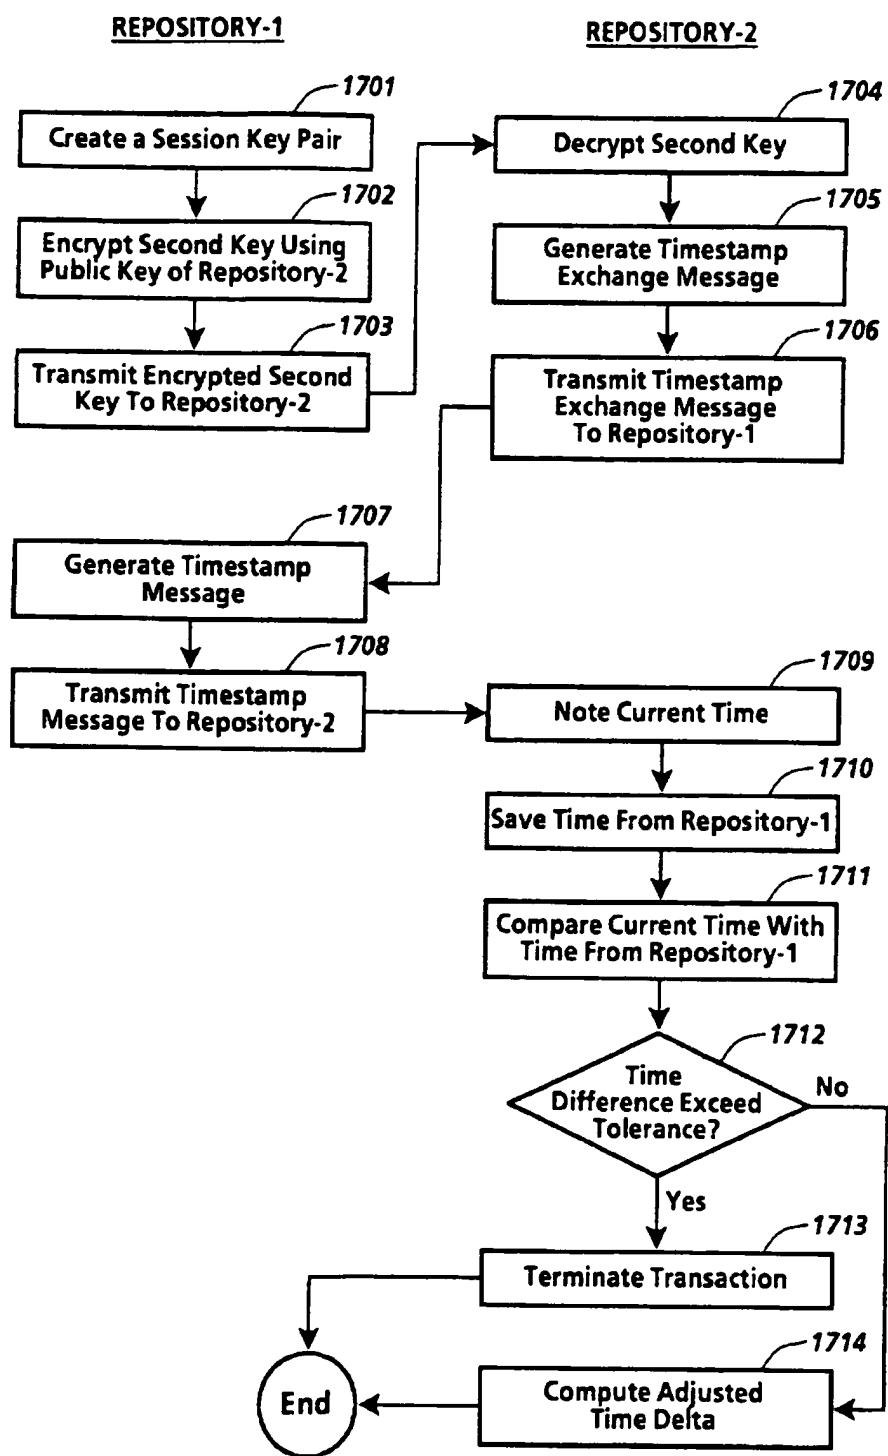 REPOSITORY-1
REPOSITORY-2
1701
Create a Session Key Pair
1702
Encrypt Second Key Using
Public Key of Repository-2
1703
Transmit Encrypted Second
Key To Repository-2
1704
Decrypt Second Key
1705
Generate Timestamp
Exchange Message
1706
Transmit Timestamp
Exchange Message
To Repository-1
1707
Generate Timestamp
Message
1708
Transmit Timestamp
Message To Repository-2
1709
Note Current Time
1710
Save Time From Repository-1
1711
Compare Current Time With
Time From Repository-1
1712
Time
Difference Exceed
Tolerance?
No
Yes
1713
Terminate Transaction
1714
Compute Adjusted
Time Delta
End